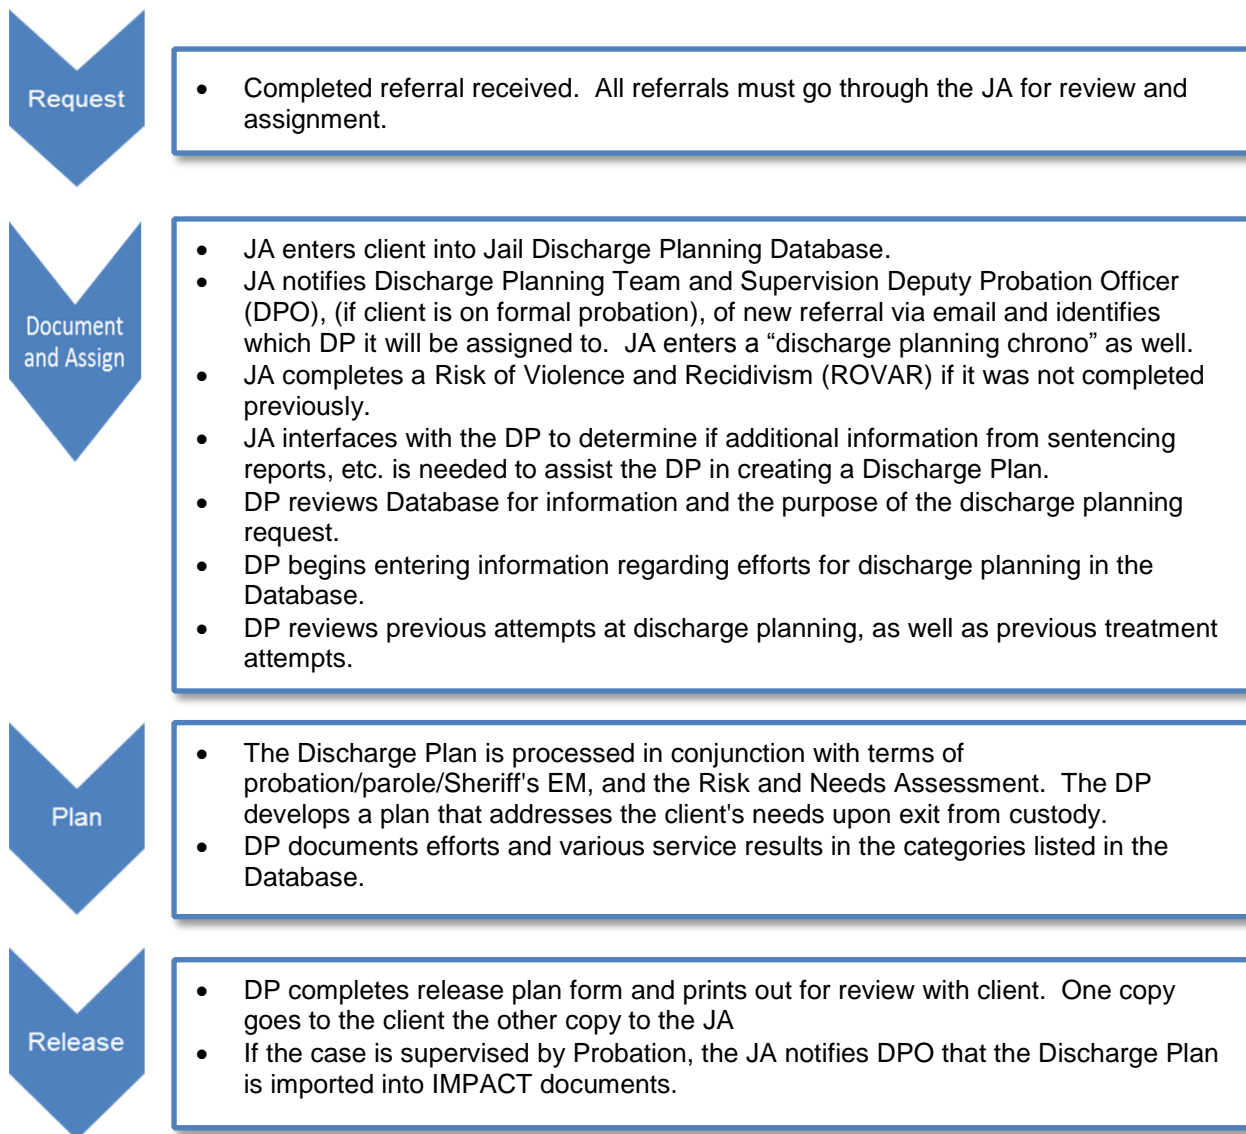 Request
• Completed referral received.  All referrals must go through the JA for review and
assignment.
Document
and Assign
• JA enters client into Jail Discharge Planning Database.
• JA notifies Discharge Planning Team and Supervision Deputy Probation Officer
(DPO), (if client is on formal probation), of new referral via email and identifies
which DP it will be assigned to.  JA enters a “discharge planning chrono” as well.
• JA completes a Risk of Violence and Recidivism (ROVAR) if it was not completed
previously.
• JA interfaces with the DP to determine if additional information from sentencing
reports, etc. is needed to assist the DP in creating a Discharge Plan.
• DP reviews Database for information and the purpose of the discharge planning
request.
• DP begins entering information regarding efforts for discharge planning in the
Database.
• DP reviews previous attempts at discharge planning, as well as previous treatment
attempts.
Plan
• The Discharge Plan is processed in conjunction with terms of
probation/parole/Sheriff's EM, and the Risk and Needs Assessment.  The DP
develops a plan that addresses the client's needs upon exit from custody.
• DP documents efforts and various service results in the categories listed in the
Database.
Release
• DP completes release plan form and prints out for review with client.  One copy
goes to the client the other copy to the JA
• If the case is supervised by Probation, the JA notifies DPO that the Discharge Plan
is imported into IMPACT documents.